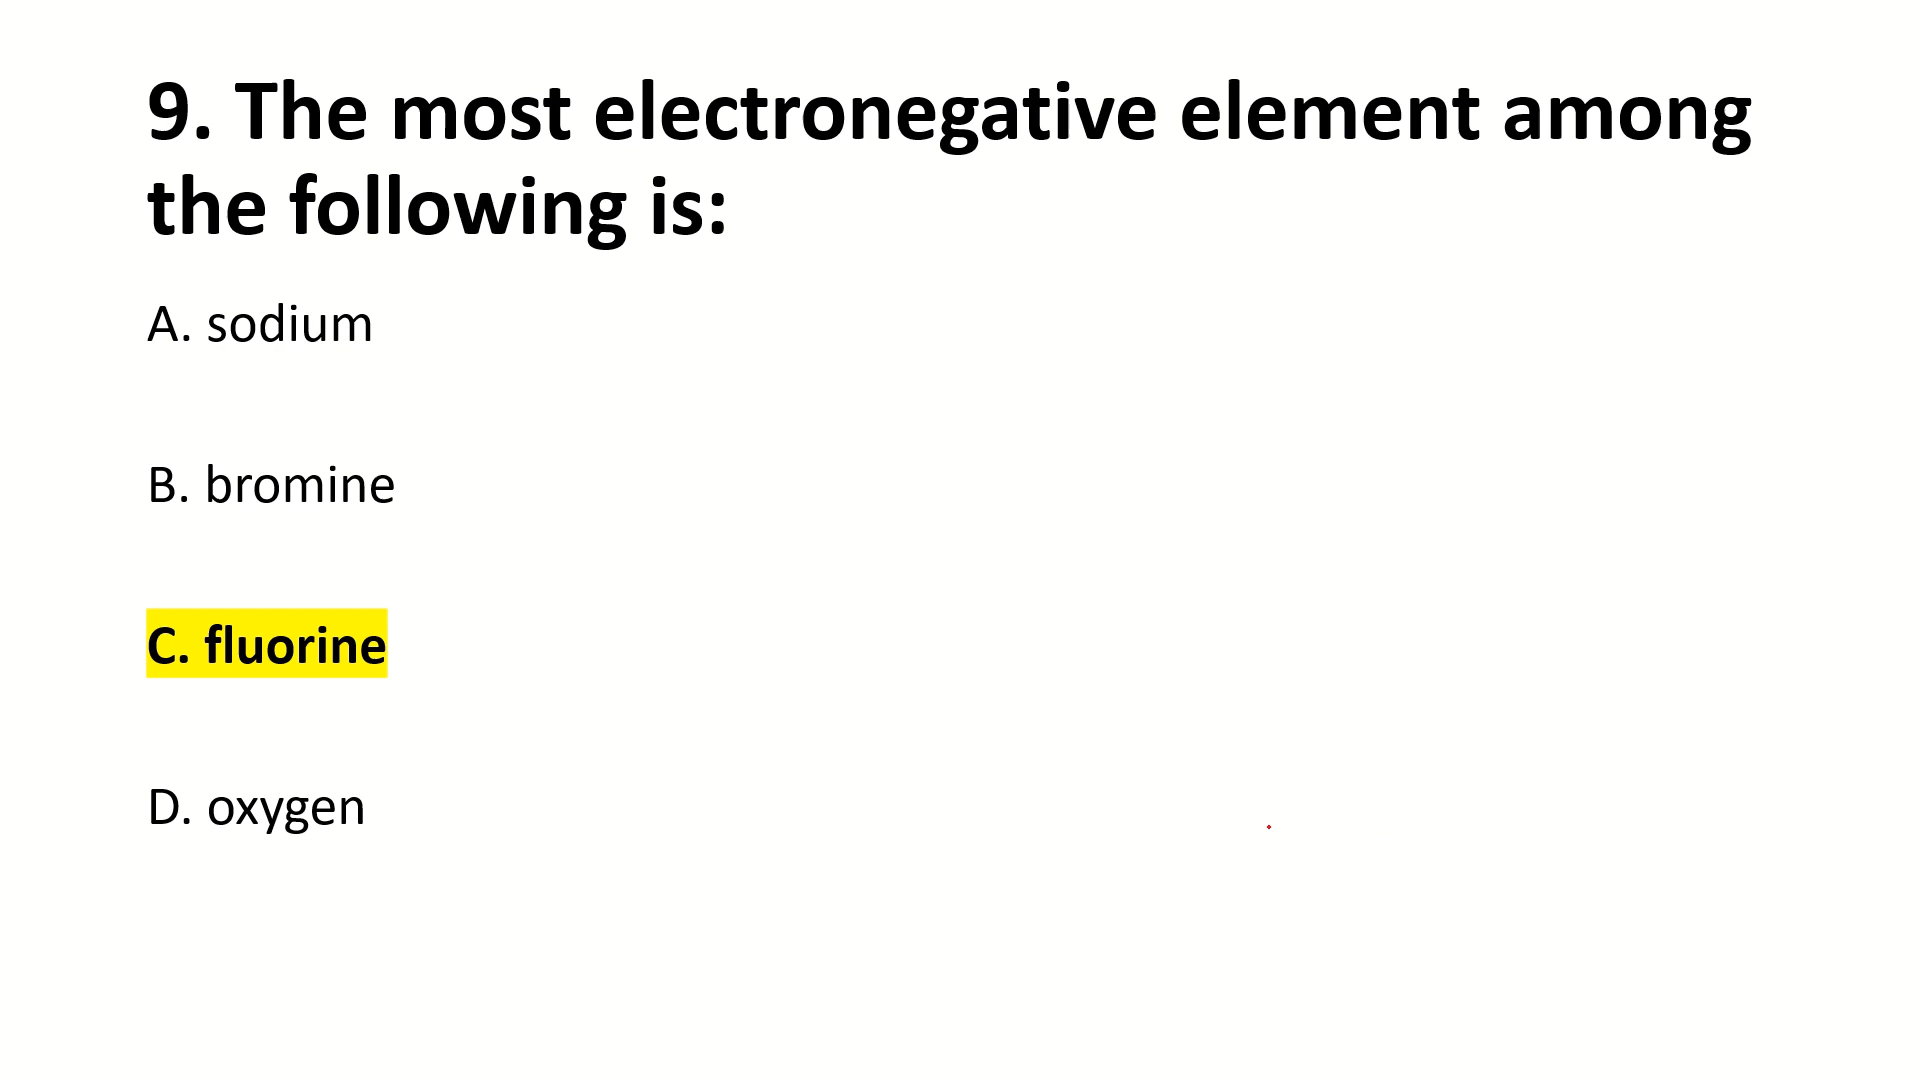 9. The most electronegative element among
the following is:
A. sodium
B. bromine
C. fluorine
D. oxygen